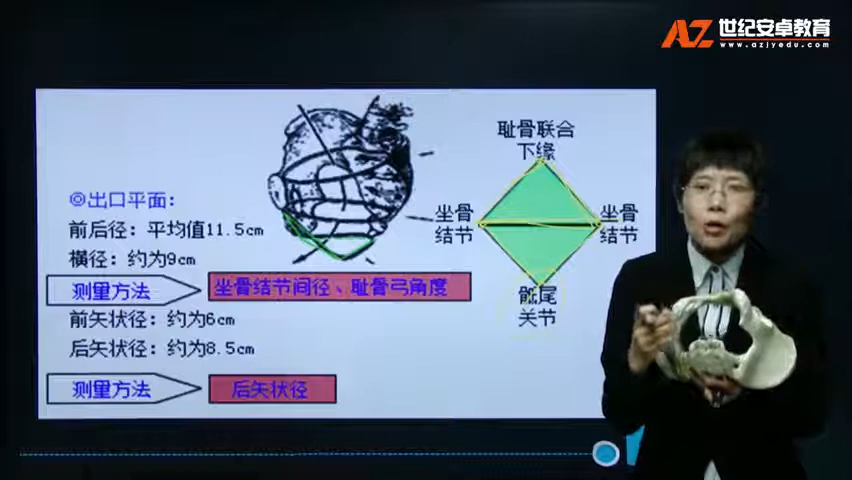 AZ 世纪安卓教育
www.azjyedu.com
◎出口平面：
前后径：平均值11.5cm
横径：约为9cm
测量方法
坐骨结节间径、耻骨弓角度
前矢状径：约为6cm
后矢状径：约为8.5cm
测量方法
后矢状径
耻骨联合
下缘
坐骨
结节
坐骨
结节
骶尾
关节